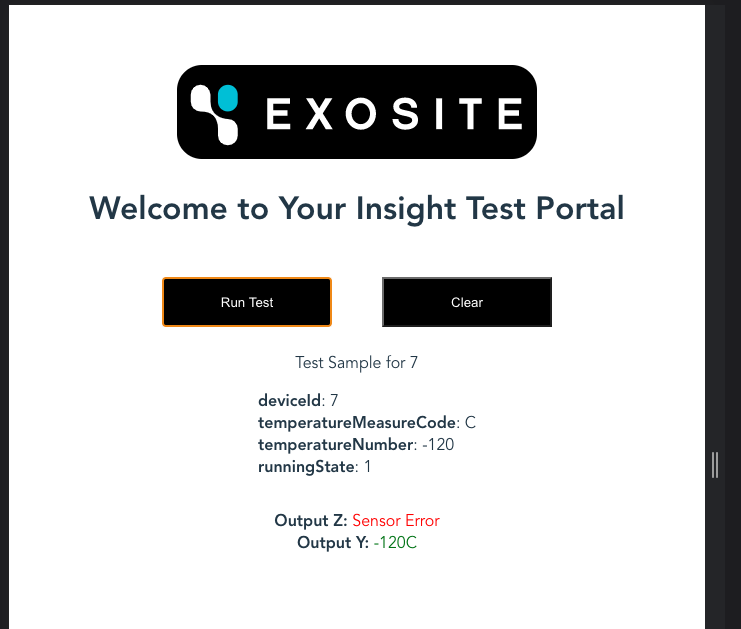 EXOSITE
Welcome to Your Insight Test Portal
Run Test
Clear
Test Sample for 7
deviceId: 7
temperatureMeasureCode: C
temperatureNumber: -120
runningState: 1
Output Z: Sensor Error
Output Y: -120C